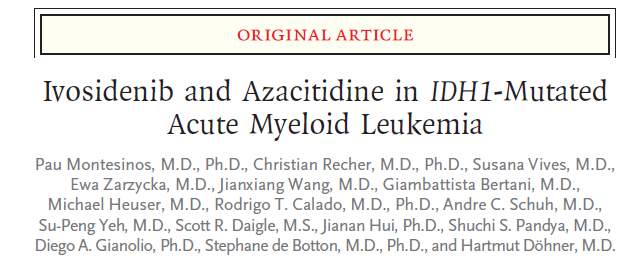 ORIGINAL ARTICLE
Ivosidenib and Azacitidine in IDH1-Mutated
Acute Myeloid Leukemia
Pau Montesinos, M.D., Ph.D., Christian Recher, M.D., Ph.D., Susana Vives, M.D.,
Ewa Zarzycka, M.D., Jianxiang Wang, M.D., Giambattista Bertani, M.D.,
Michael Heuser, M.D., Rodrigo T. Calado, M.D., Ph.D., Andre C. Schuh, M.D.,
Su-Peng Yeh, M.D., Scott R. Daigle, M.S., Jianan Hui, Ph.D., Shuchi S. Pandya, M.D.,
Diego A. Gianolio, Ph.D., Stephane de Botton, M.D., Ph.D., and Hartmut Döhner, M.D.